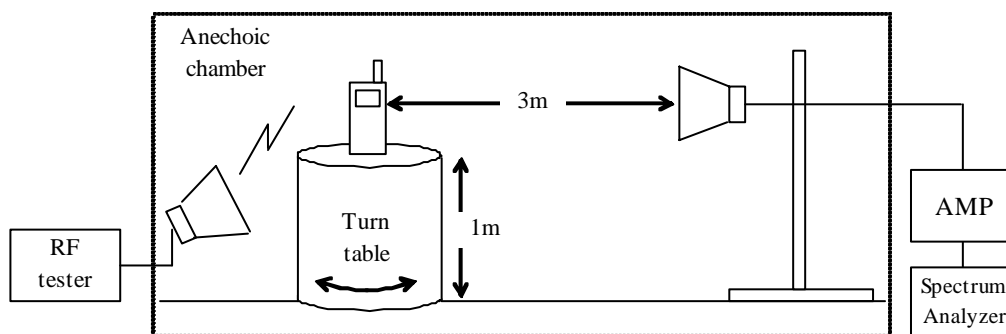 Anechoic
chamber
3m
Turn
table
1m
RF
tester
AMP
Spectrum
Analyzer